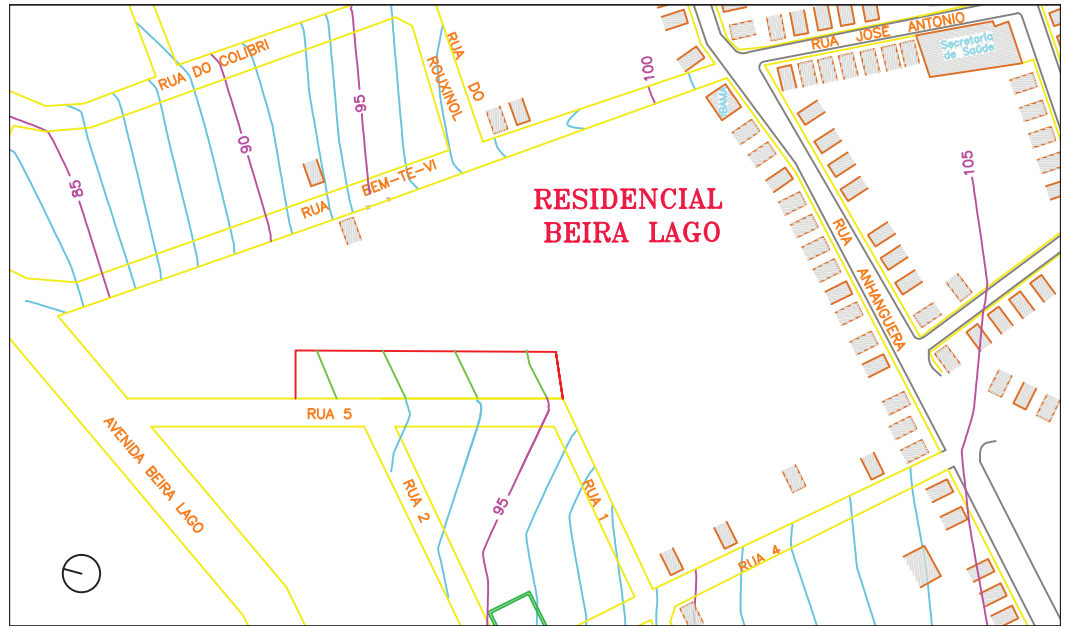 RUA JOSÉ ANTONIO
Secretaria
de Saúde
RUA DO COLIBRI
RUA DO
ROUXINOL
100
95
90
85
IBAMA
RUA BEM-TE-VI
105
RESIDENCIAL
BEIRA LAGO
RUA ANHANGUERA
RUA 5
AVENIDA BEIRA LAGO
RUA 2
95
RUA 1
RUA 4